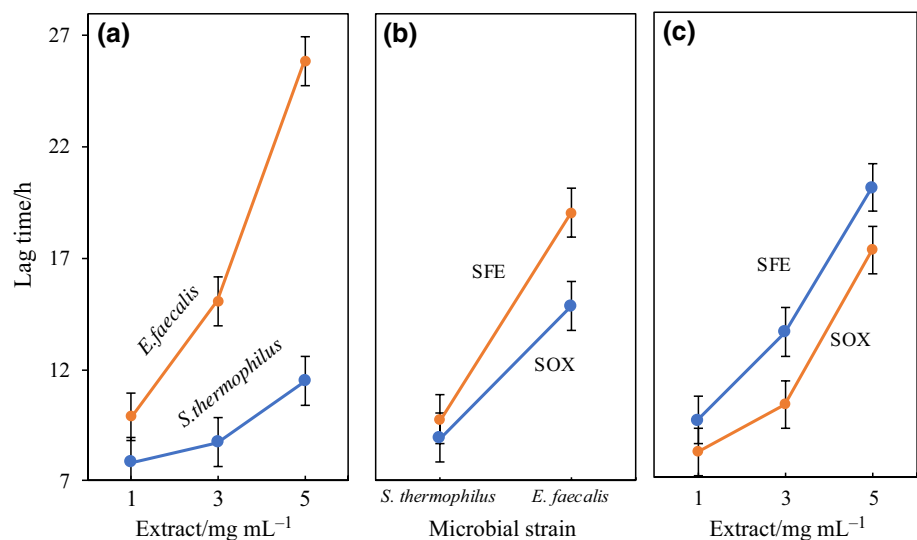 (a)
(b)
(c)
Lag time/h
27
22
17
12
7
E.faecalis
S.thermophilus
1 3 5
Extract/mg mL⁻¹
SFE
SOX
S. thermophilus E. faecalis
Microbial strain
SFE
SOX
1 3 5
Extract/mg mL⁻¹